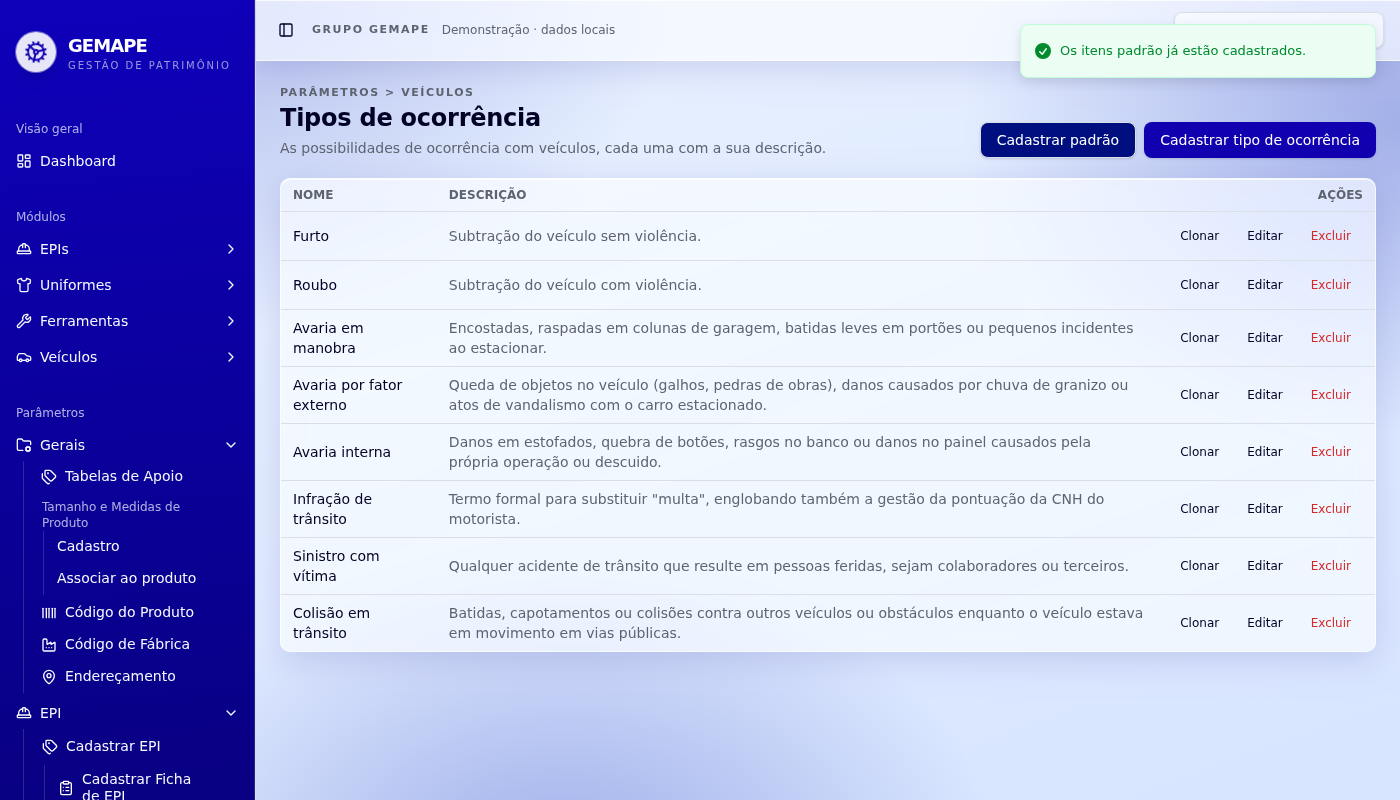 GEMAPE
GESTÃO DE PATRIMÔNIO
Visão geral
Dashboard
Módulos
EPIs
Uniformes
Ferramentas
Veículos
Parâmetros
Gerais
Tabelas de Apoio
Tamanho e Medidas de
Produto
Cadastro
Associar ao produto
Código do Produto
Código de Fábrica
Endereçamento
EPI
Cadastrar EPI
Cadastrar Ficha
de EPI
GRUPO GEMAPE Demonstração · dados locais
Os itens padrão já estão cadastrados.
PARÂMETROS > VEÍCULOS
Tipos de ocorrência
As possibilidades de ocorrência com veículos, cada uma com a sua descrição.
Cadastrar padrão Cadastrar tipo de ocorrência
NOME DESCRIÇÃO AÇÕES
Furto Subtração do veículo sem violência. Clonar Editar Excluir
Roubo Subtração do veículo com violência. Clonar Editar Excluir
Avaria em
manobra
Encostadas, raspadas em colunas de garagem, batidas leves em portões ou pequenos incidentes
ao estacionar.
Clonar Editar Excluir
Avaria por fator
externo
Queda de objetos no veículo (galhos, pedras de obras), danos causados por chuva de granizo ou
atos de vandalismo com o carro estacionado.
Clonar Editar Excluir
Avaria interna
Danos em estofados, quebra de botões, rasgos no banco ou danos no painel causados pela
própria operação ou descuido.
Clonar Editar Excluir
Infração de
trânsito
Termo formal para substituir "multa", englobando também a gestão da pontuação da CNH do
motorista.
Clonar Editar Excluir
Sinistro com
vítima
Qualquer acidente de trânsito que resulte em pessoas feridas, sejam colaboradores ou terceiros.
Clonar Editar Excluir
Colisão em
trânsito
Batidas, capotamentos ou colisões contra outros veículos ou obstáculos enquanto o veículo estava
em movimento em vias públicas.
Clonar Editar Excluir